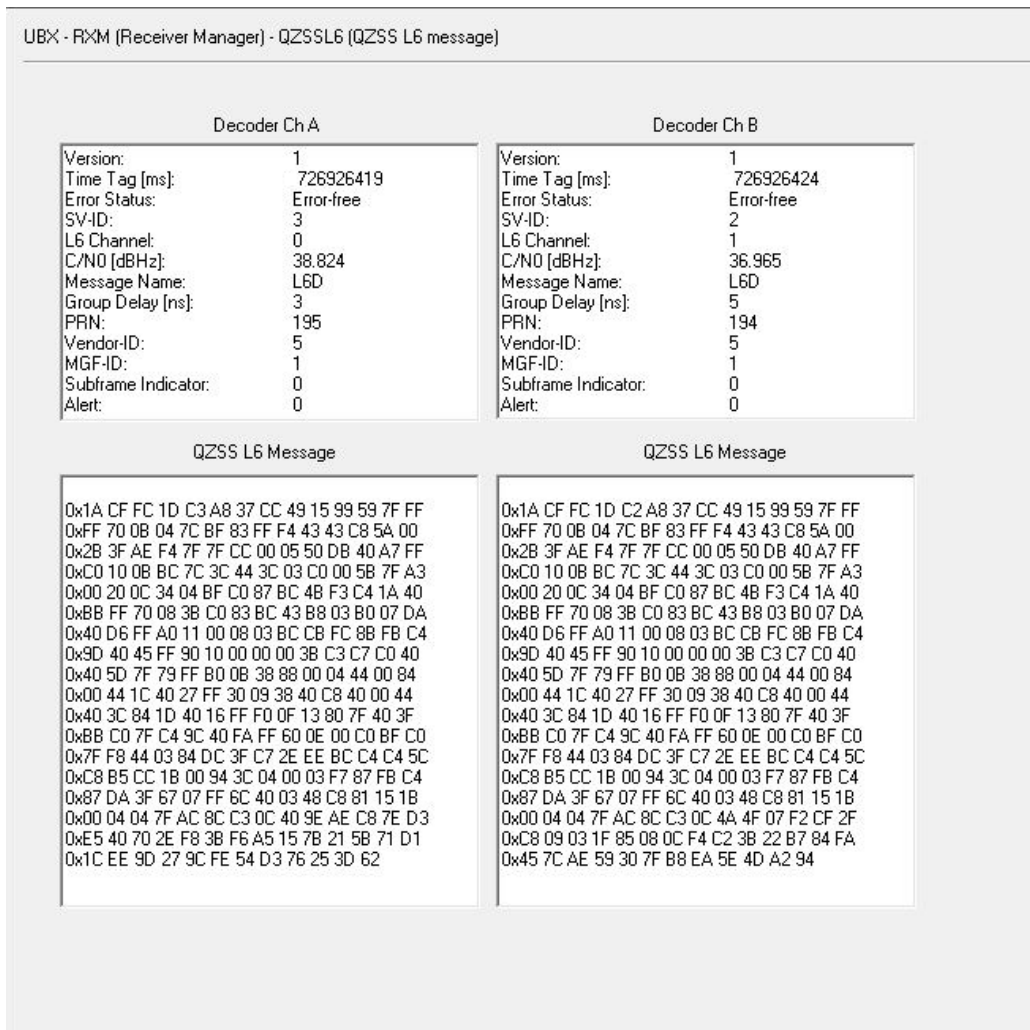 UBX - RXM (Receiver Manager) - QZSSL6 (QZSS L6 message)
Decoder Ch A
Version: 1
Time Tag [ms]: 726926419
Error Status: Error-free
SV-ID: 3
L6 Channel: 0
C/N0 [dBHz]: 38.824
Message Name: L6D
Group Delay [ns]: 3
PRN: 195
Vendor-ID: 5
MGF-ID: 1
Subframe Indicator: 0
Alert: 0
Decoder Ch B
Version: 1
Time Tag [ms]: 726926424
Error Status: Error-free
SV-ID: 2
L6 Channel: 1
C/N0 [dBHz]: 36.965
Message Name: L6D
Group Delay [ns]: 5
PRN: 194
Vendor-ID: 5
MGF-ID: 1
Subframe Indicator: 0
Alert: 0
QZSS L6 Message
0x1A CF FC 1D C3 A8 37 CC 49 15 99 59 7F FF
0xFF 70 0B 04 7C BF 83 FF F4 43 43 C8 5A 00
0x2B 3F AE F4 7F 7F CC 00 05 50 DB 40 A7 FF
0xC0 10 0B BC 7C 3C 44 3C 03 C0 00 5B 7F A3
0x00 20 0C 34 04 BF C0 87 BC 4B F3 C4 1A 40
0xBB FF 70 08 3B C0 83 BC 43 B8 03 B0 07 DA
0x40 D6 FF A0 11 00 08 03 BC CB FC 8B FB C4
0x9D 40 45 FF 90 10 00 00 00 3B C3 C7 C0 40
0x40 5D 7F 79 FF B0 0B 38 88 00 04 44 00 84
0x00 44 1C 40 27 FF 30 09 38 40 C8 40 00 44
0x40 3C 84 1D 40 16 FF F0 0F 13 80 7F 40 3F
0xBB C0 7F C4 9C 40 FA FF 60 0E 00 C0 BF C0
0x7F F8 44 03 84 DC 3F C7 2E EE BC C4 C4 5C
0xC8 B5 CC 1B 00 94 3C 04 00 03 F7 87 FB C4
0x87 DA 3F 67 07 FF 6C 40 03 48 C8 81 15 1B
0x00 04 04 7F AC 8C C3 0C 40 9E AE C8 7E D3
0xE5 40 70 2E F8 3B F6 A5 15 7B 21 5B 71 D1
0x1C EE 9D 27 9C FE 54 D3 76 25 3D 62
QZSS L6 Message
0x1A CF FC 1D C2 A8 37 CC 49 15 99 59 7F FF
0xFF 70 0B 04 7C BF 83 FF F4 43 43 C8 5A 00
0x2B 3F AE F4 7F 7F CC 00 05 50 DB 40 A7 FF
0xC0 10 0B BC 7C 3C 44 3C 03 C0 00 5B 7F A3
0x00 20 0C 34 04 BF C0 87 BC 4B F3 C4 1A 40
0xBB FF 70 08 3B C0 83 BC 43 B8 03 B0 07 DA
0x40 D6 FF A0 11 00 08 03 BC CB FC 8B FB C4
0x9D 40 45 FF 90 10 00 00 00 3B C3 C7 C0 40
0x40 5D 7F 79 FF B0 0B 38 88 00 04 44 00 84
0x00 44 1C 40 27 FF 30 09 38 40 C8 40 00 44
0x40 3C 84 1D 40 16 FF F0 0F 13 80 7F 40 3F
0xBB C0 7F C4 9C 40 FA FF 60 0E 00 C0 BF C0
0x7F F8 44 03 84 DC 3F C7 2E EE BC C4 C4 5C
0xC8 B5 CC 1B 00 94 3C 04 00 03 F7 87 FB C4
0x87 DA 3F 67 07 FF 6C 40 03 48 C8 81 15 1B
0x00 04 04 7F AC 8C C3 0C 4A 4F 07 F2 CF 2F
0xC8 09 03 1F 85 08 0C F4 C2 3B 22 B7 84 FA
0x45 7C AE 59 30 7F B8 EA 5E 4D A2 94